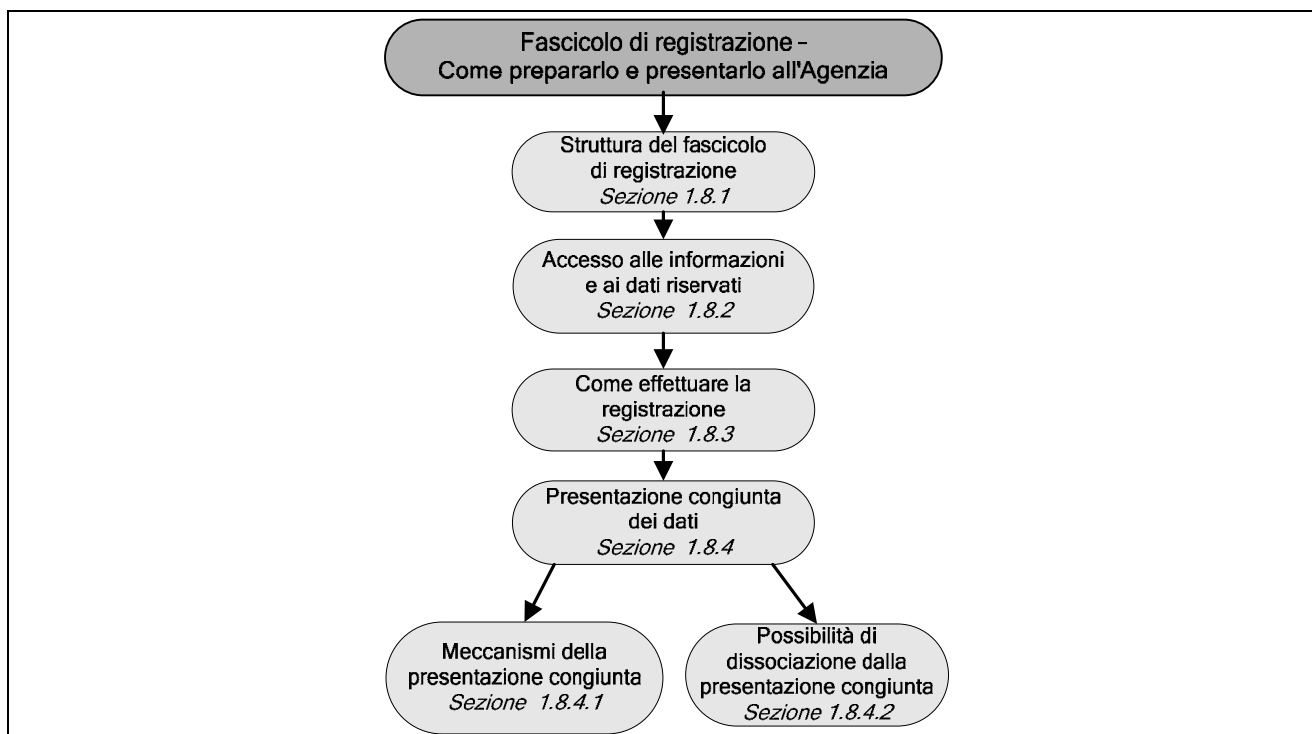 Fascicolo di registrazione –
Come prepararlo e presentarlo all'Agenzia
Struttura del fascicolo
di registrazione
Sezione 1.8.1
Accesso alle informazioni
e ai dati riservati
Sezione 1.8.2
Come effettuare la
registrazione
Sezione 1.8.3
Presentazione congiunta
dei dati
Sezione 1.8.4
Meccanismi della
presentazione congiunta
Sezione 1.8.4.1
Possibilità di
dissociazione dalla
presentazione congiunta
Sezione 1.8.4.2